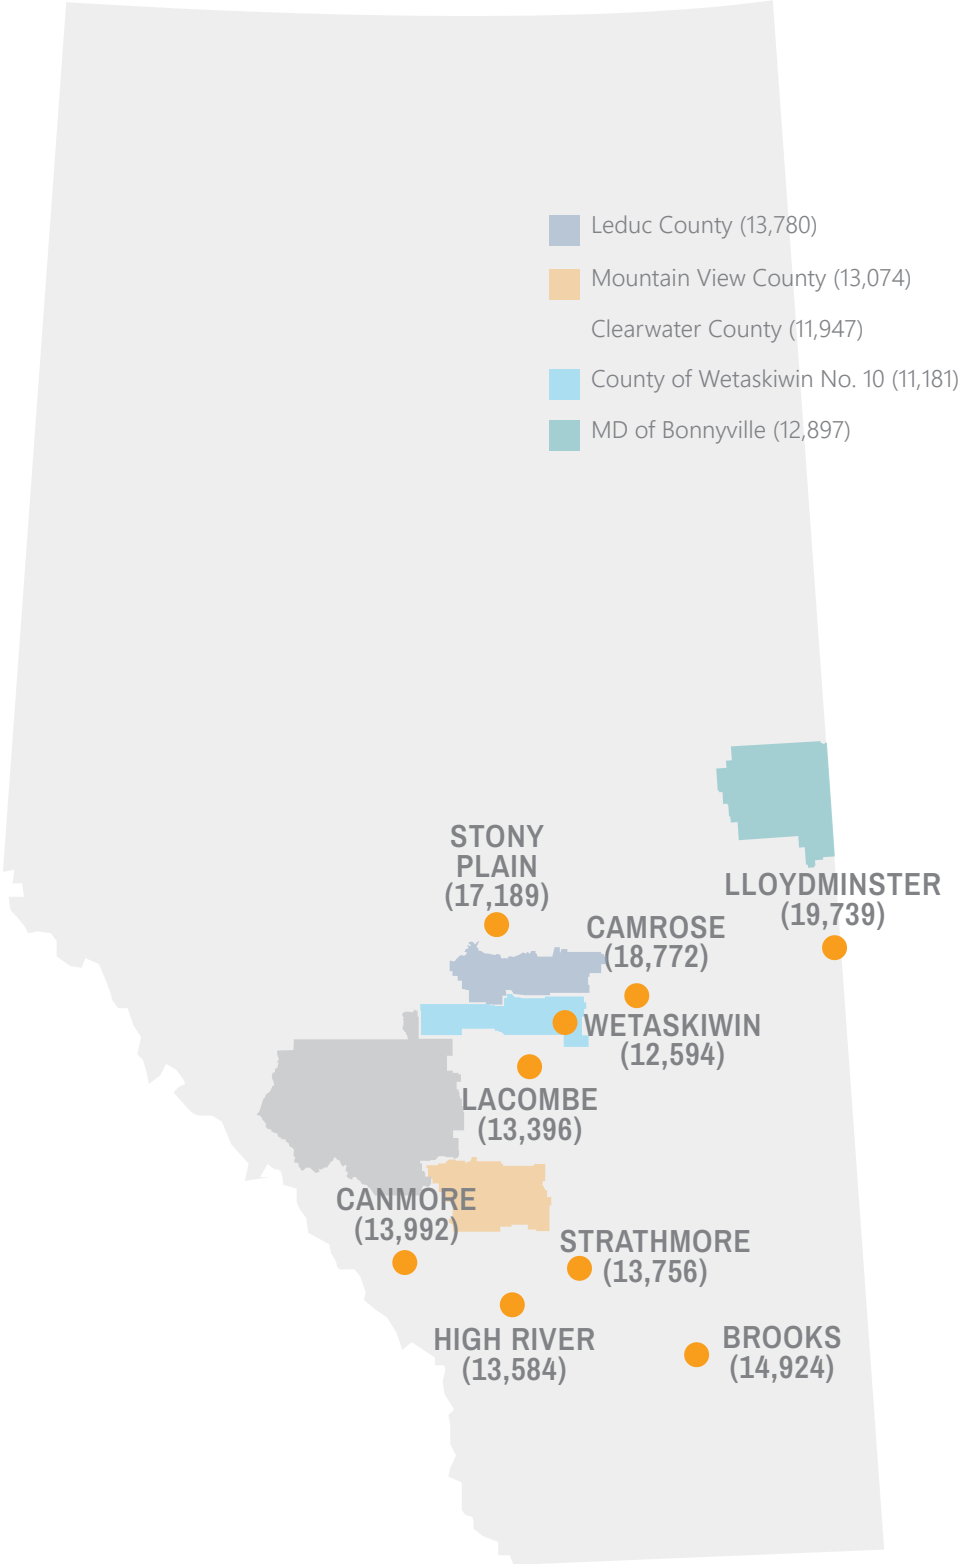 Leduc County (13,780)
Mountain View County (13,074)
Clearwater County (11,947)
County of Wetaskiwin No. 10 (11,181)
MD of Bonnyville (12,897)
STONY
PLAIN
(17,189)
LLOYDMINSTER
(19,739)
CAMROSE
(18,772)
WETASKIWIN
(12,594)
LACOMBE
(13,396)
CANMORE
(13,992)
STRATHMORE
(13,756)
HIGH RIVER
(13,584)
BROOKS
(14,924)